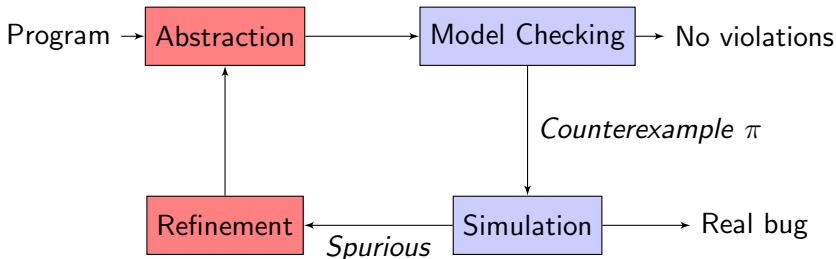 Program
Abstraction
Model Checking
No violations
Counterexample π
Refinement
Spurious
Simulation
Real bug